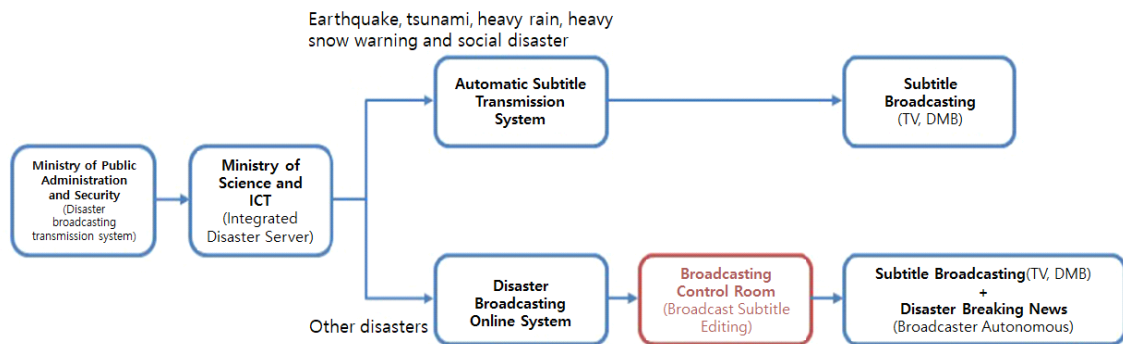 Earthquake, tsunami, heavy rain, heavy
snow warning and social disaster
Automatic Subtitle
Transmission
System
Subtitle
Broadcasting
(TV, DMB)
Ministry of Public
Administration
and Security
(Disaster
broadcasting
transmission system)
Ministry of
Science and
ICT
(Integrated
Disaster Server)
Other disasters
Disaster
Broadcasting
Online System
Broadcasting
Control Room
(Broadcast Subtitle
Editing)
Subtitle Broadcasting(TV, DMB)
+
Disaster Breaking News
(Broadcaster Autonomous)